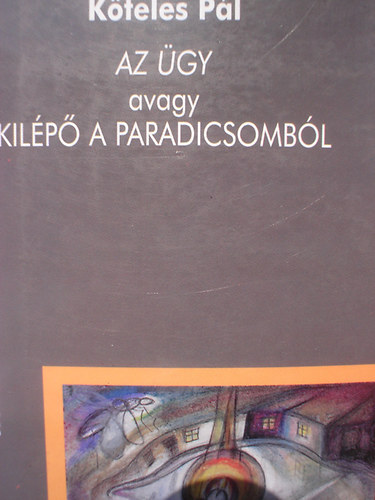 Köteles Pál
AZ ÜGY
avagy
KILÉPŐ A PARADICSOMBÓL